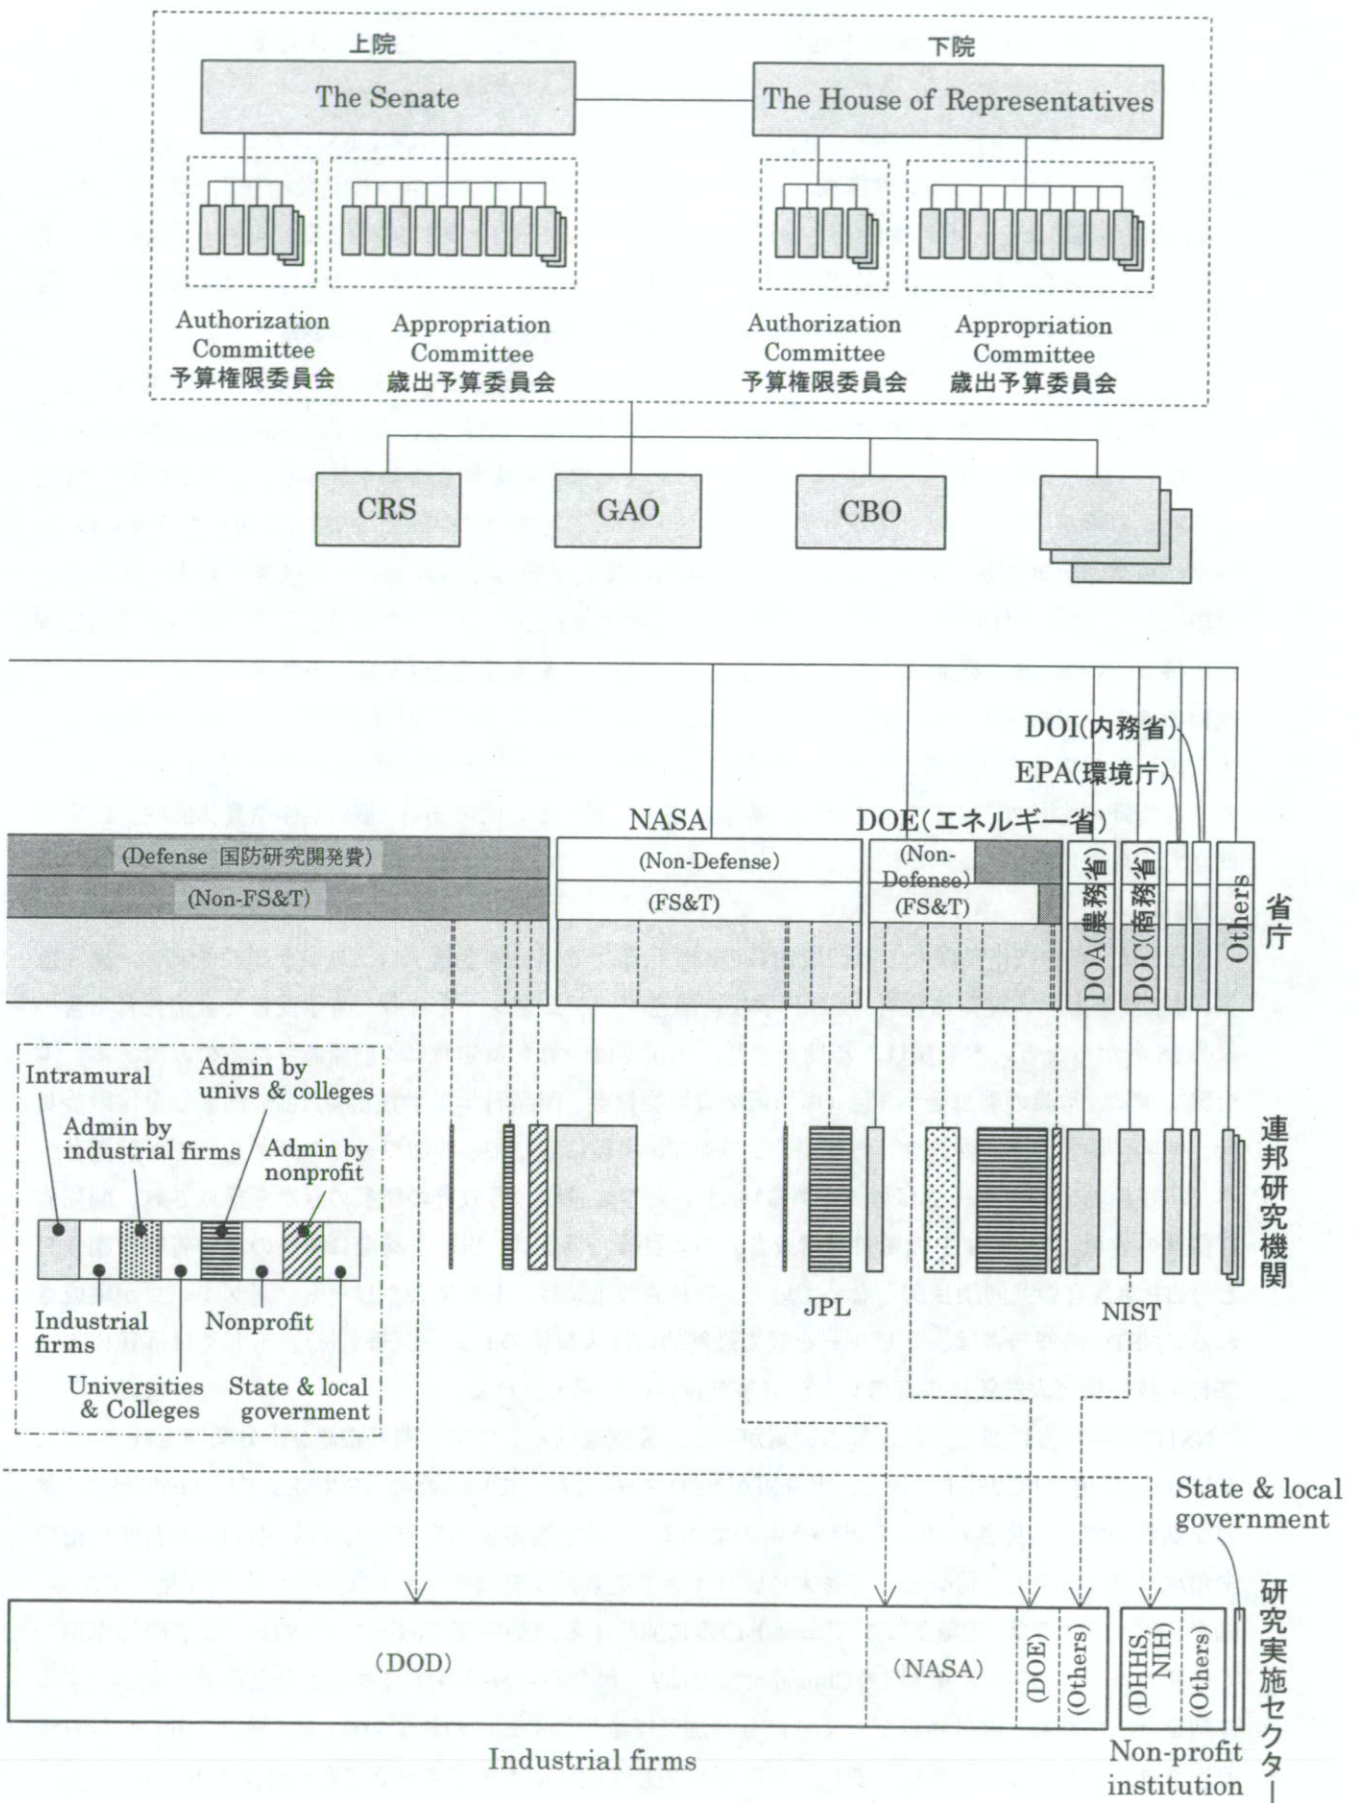 上院
下院
The Senate
The House of Representatives
Authorization
Committee
予算権限委員会
Appropriation
Committee
歳出予算委員会
Authorization
Committee
予算権限委員会
Appropriation
Committee
歳出予算委員会
CRS
GAO
CBO
DOI(内務省)
EPA(環境庁)
NASA
DOE(エネルギー省)
(Defense 国防研究開発費)
(Non-FS&T)
(Non-Defense)
(FS&T)
(Non-
Defense)
(FS&T)
DOA(農務省)
DOC(商務省)
Others
省庁
Intramural
Admin by
univs & colleges
Admin by
industrial firms
Admin by
nonprofit
Industrial
firms
Nonprofit
Universities
& Colleges
State & local
government
JPL
NIST
連邦研究機関
State & local
government
(DOD)
(NASA)
(DOE)
(Others)
(DHHS,
NIH)
(Others)
Industrial firms
Non-profit
institution
研究実施セクター